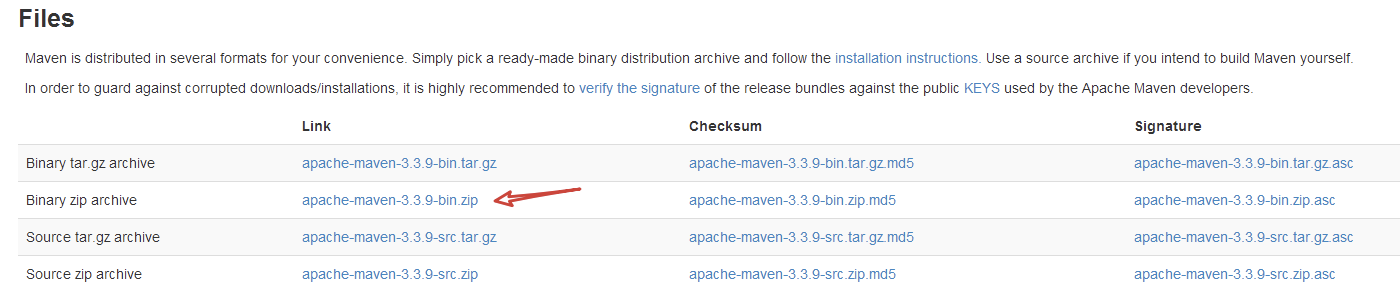 Files
Maven is distributed in several formats for your convenience. Simply pick a ready-made binary distribution archive and follow the installation instructions. Use a source archive if you intend to build Maven yourself.
In order to guard against corrupted downloads/installations, it is highly recommended to verify the signature of the release bundles against the public KEYS used by the Apache Maven developers.
Link Checksum Signature
Binary tar.gz archive apache-maven-3.3.9-bin.tar.gz apache-maven-3.3.9-bin.tar.gz.md5 apache-maven-3.3.9-bin.tar.gz.asc
Binary zip archive apache-maven-3.3.9-bin.zip apache-maven-3.3.9-bin.zip.md5 apache-maven-3.3.9-bin.zip.asc
Source tar.gz archive apache-maven-3.3.9-src.tar.gz apache-maven-3.3.9-src.tar.gz.md5 apache-maven-3.3.9-src.tar.gz.asc
Source zip archive apache-maven-3.3.9-src.zip apache-maven-3.3.9-src.zip.md5 apache-maven-3.3.9-src.zip.asc